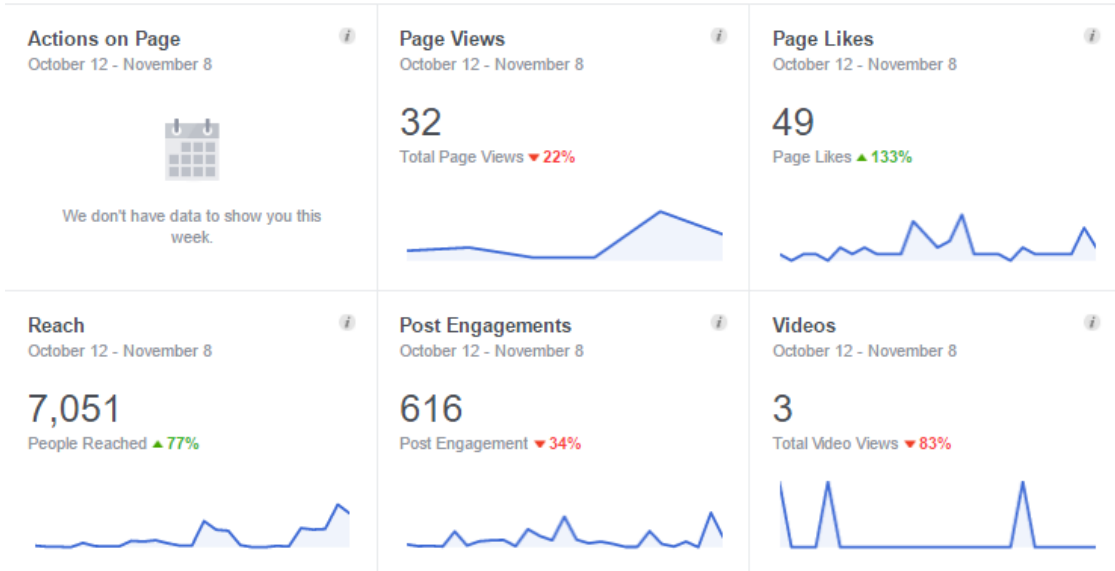 Actions on Page
October 12 - November 8
We don't have data to show you this
week.
Page Views
October 12 - November 8
32
Total Page Views ▼ 22%
Page Likes
October 12 - November 8
49
Page Likes ▲ 133%
Reach
October 12 - November 8
7,051
People Reached ▲ 77%
Post Engagements
October 12 - November 8
616
Post Engagement ▼ 34%
Videos
October 12 - November 8
3
Total Video Views ▼ 83%